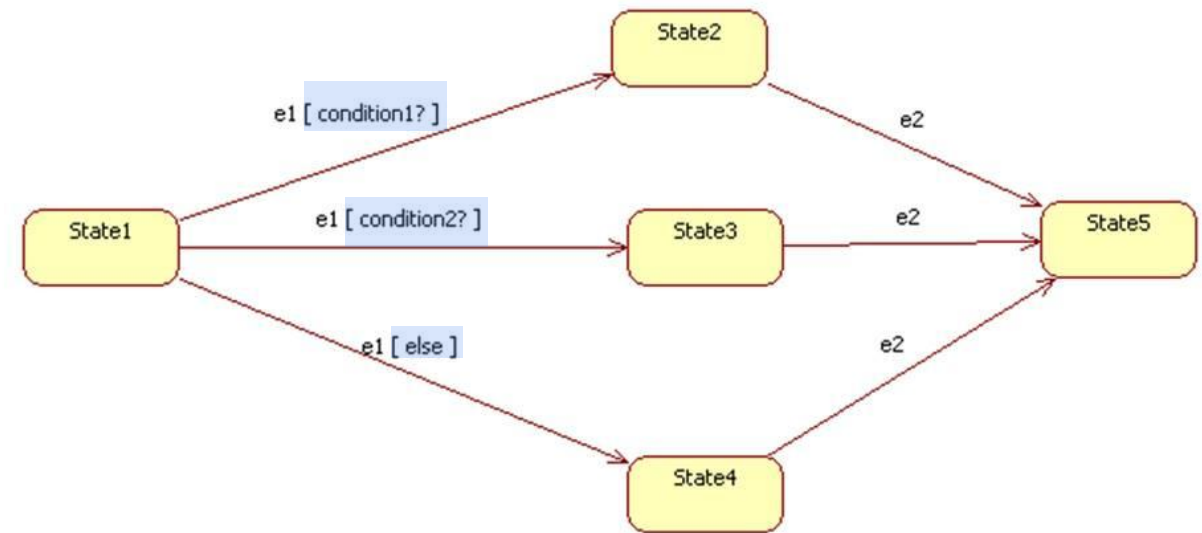 State2
e1 [ condition1? ]
e2
State1
e1 [ condition2? ]
State3
e2
State5
e1 [ else ]
e2
State4